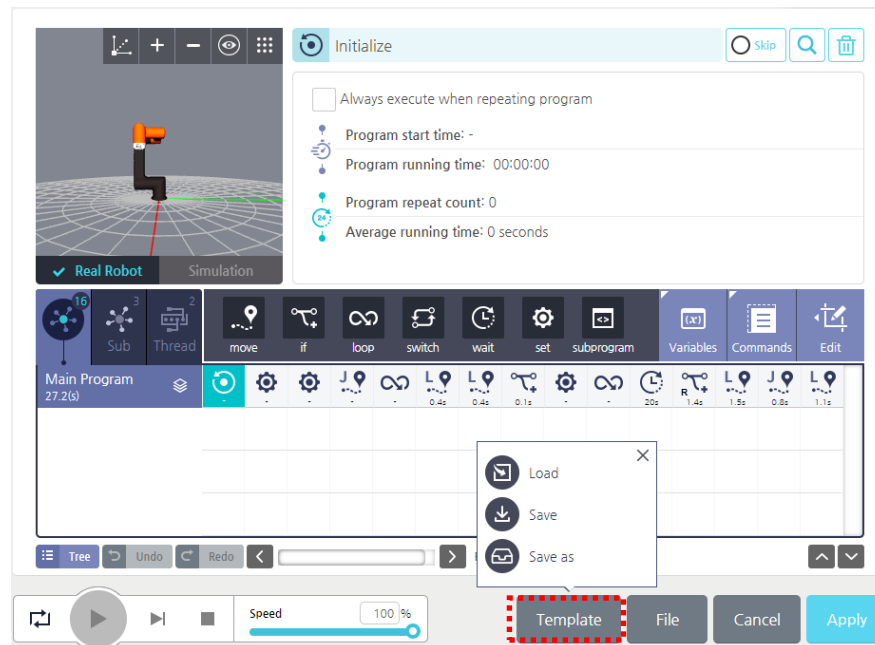 Initialize
Skip
Always execute when repeating program
Program start time: -
Program running time: 00:00:00
24
Program repeat count: 0
Average running time: 0 seconds
Real Robot
Simulation
16
3
2
Sub
Thread
move
if
loop
switch
wait
set
subprogram
(x)
Variables
Commands
Edit
Main Program
27.2(s)
- - - J - - L 0.4s L 0.4s 0.1s - - 20s R 1.4s L 1.5s J 0.8s L 1.1s
Load
Save
Save as
Tree
Undo
Redo
Speed
100 %
Template
File
Cancel
Apply